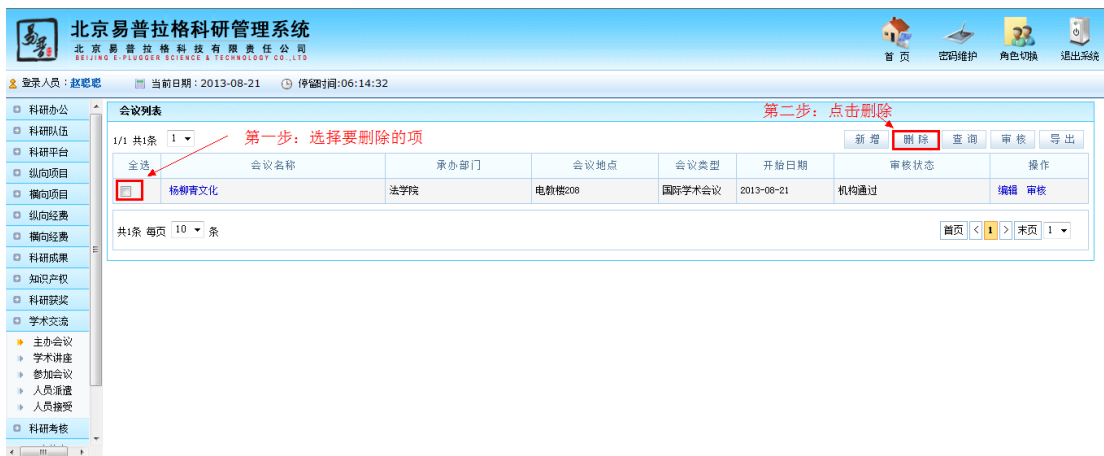 易普
北京易普拉格科研管理系统
北京易普拉格科技有限责任公司
BEIJING E-PLUGGER SCIENCE & TECHNOLOGY CO.,LTD
首页 密码维护 角色切换 退出系统
登录人员：赵聪聪 当前日期：2013-08-21 停留时间:06:14:32
科研办公
科研队伍
科研平台
纵向项目
横向项目
纵向经费
横向经费
科研成果
知识产权
科研获奖
学术交流
主办会议
学术讲座
参加会议
人员派遣
人员接受
科研考核
会议列表
第二步：点击删除
1/1 共1条 1
第一步：选择要删除的项
新增 删除 查询 审核 导出
全选 会议名称 承办部门 会议地点 会议类型 开始日期 审核状态 操作
杨柳青文化 法学院 电教楼208 国际学术会议 2013-08-21 机构通过 编辑 审核
共1条 每页 10 条
首页 < 1 > 末页 1